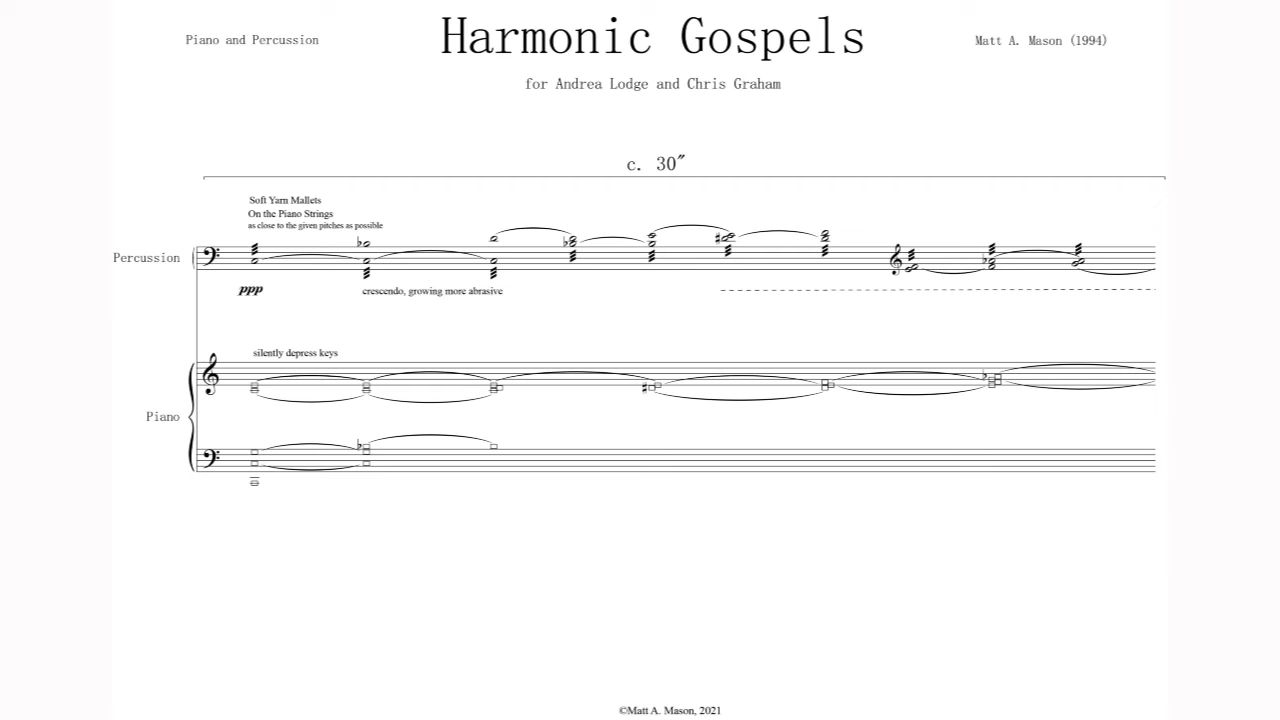 Harmonic Gospels
Piano and Percussion
Matt A. Mason (1994)
for Andrea Lodge and Chris Graham
c. 30″
Soft Yarn Mallets
On the Piano Strings
as close to the given pitches as possible
Percussion
ppp
crescendo, growing more abrasive
silently depress keys
Piano
©Matt A. Mason, 2021